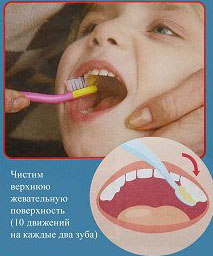 Чистим
верхнюю
жевательную
поверхность
(10 движений
на каждые два зуба)